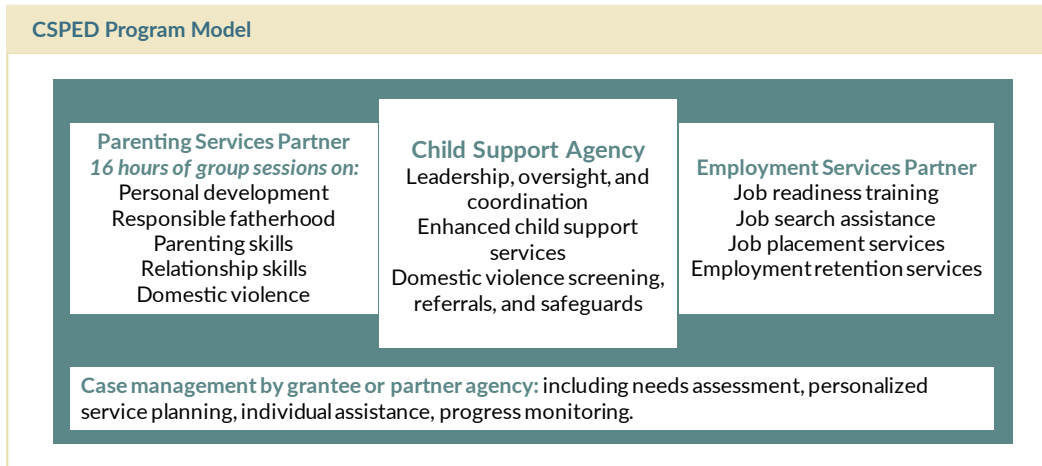 CSPED Program Model
Parenting Services Partner
16 hours of group sessions on:
Personal development
Responsible fatherhood
Parenting skills
Relationship skills
Domestic violence
Child Support Agency
Leadership, oversight, and
coordination
Enhanced child support
services
Domestic violence screening,
referrals, and safeguards
Employment Services Partner
Job readiness training
Job search assistance
Job placement services
Employment retention services
Case management by grantee or partner agency: including needs assessment, personalized
service planning, individual assistance, progress monitoring.